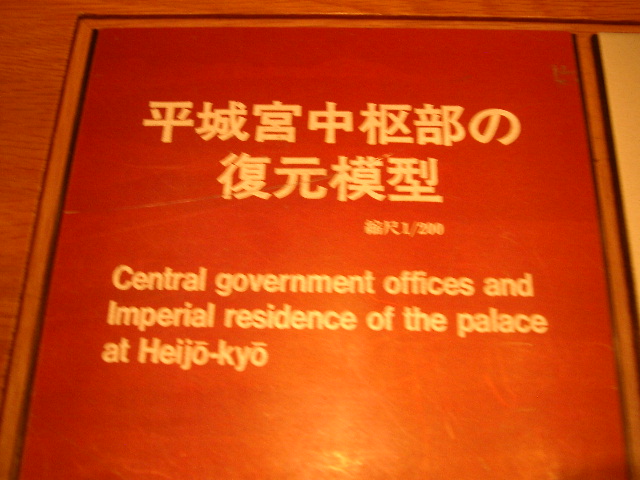 平城宮中枢部の
復元模型
縮尺1/200
Central government offices and
Imperial residence of the palace
at Heijō-kyō